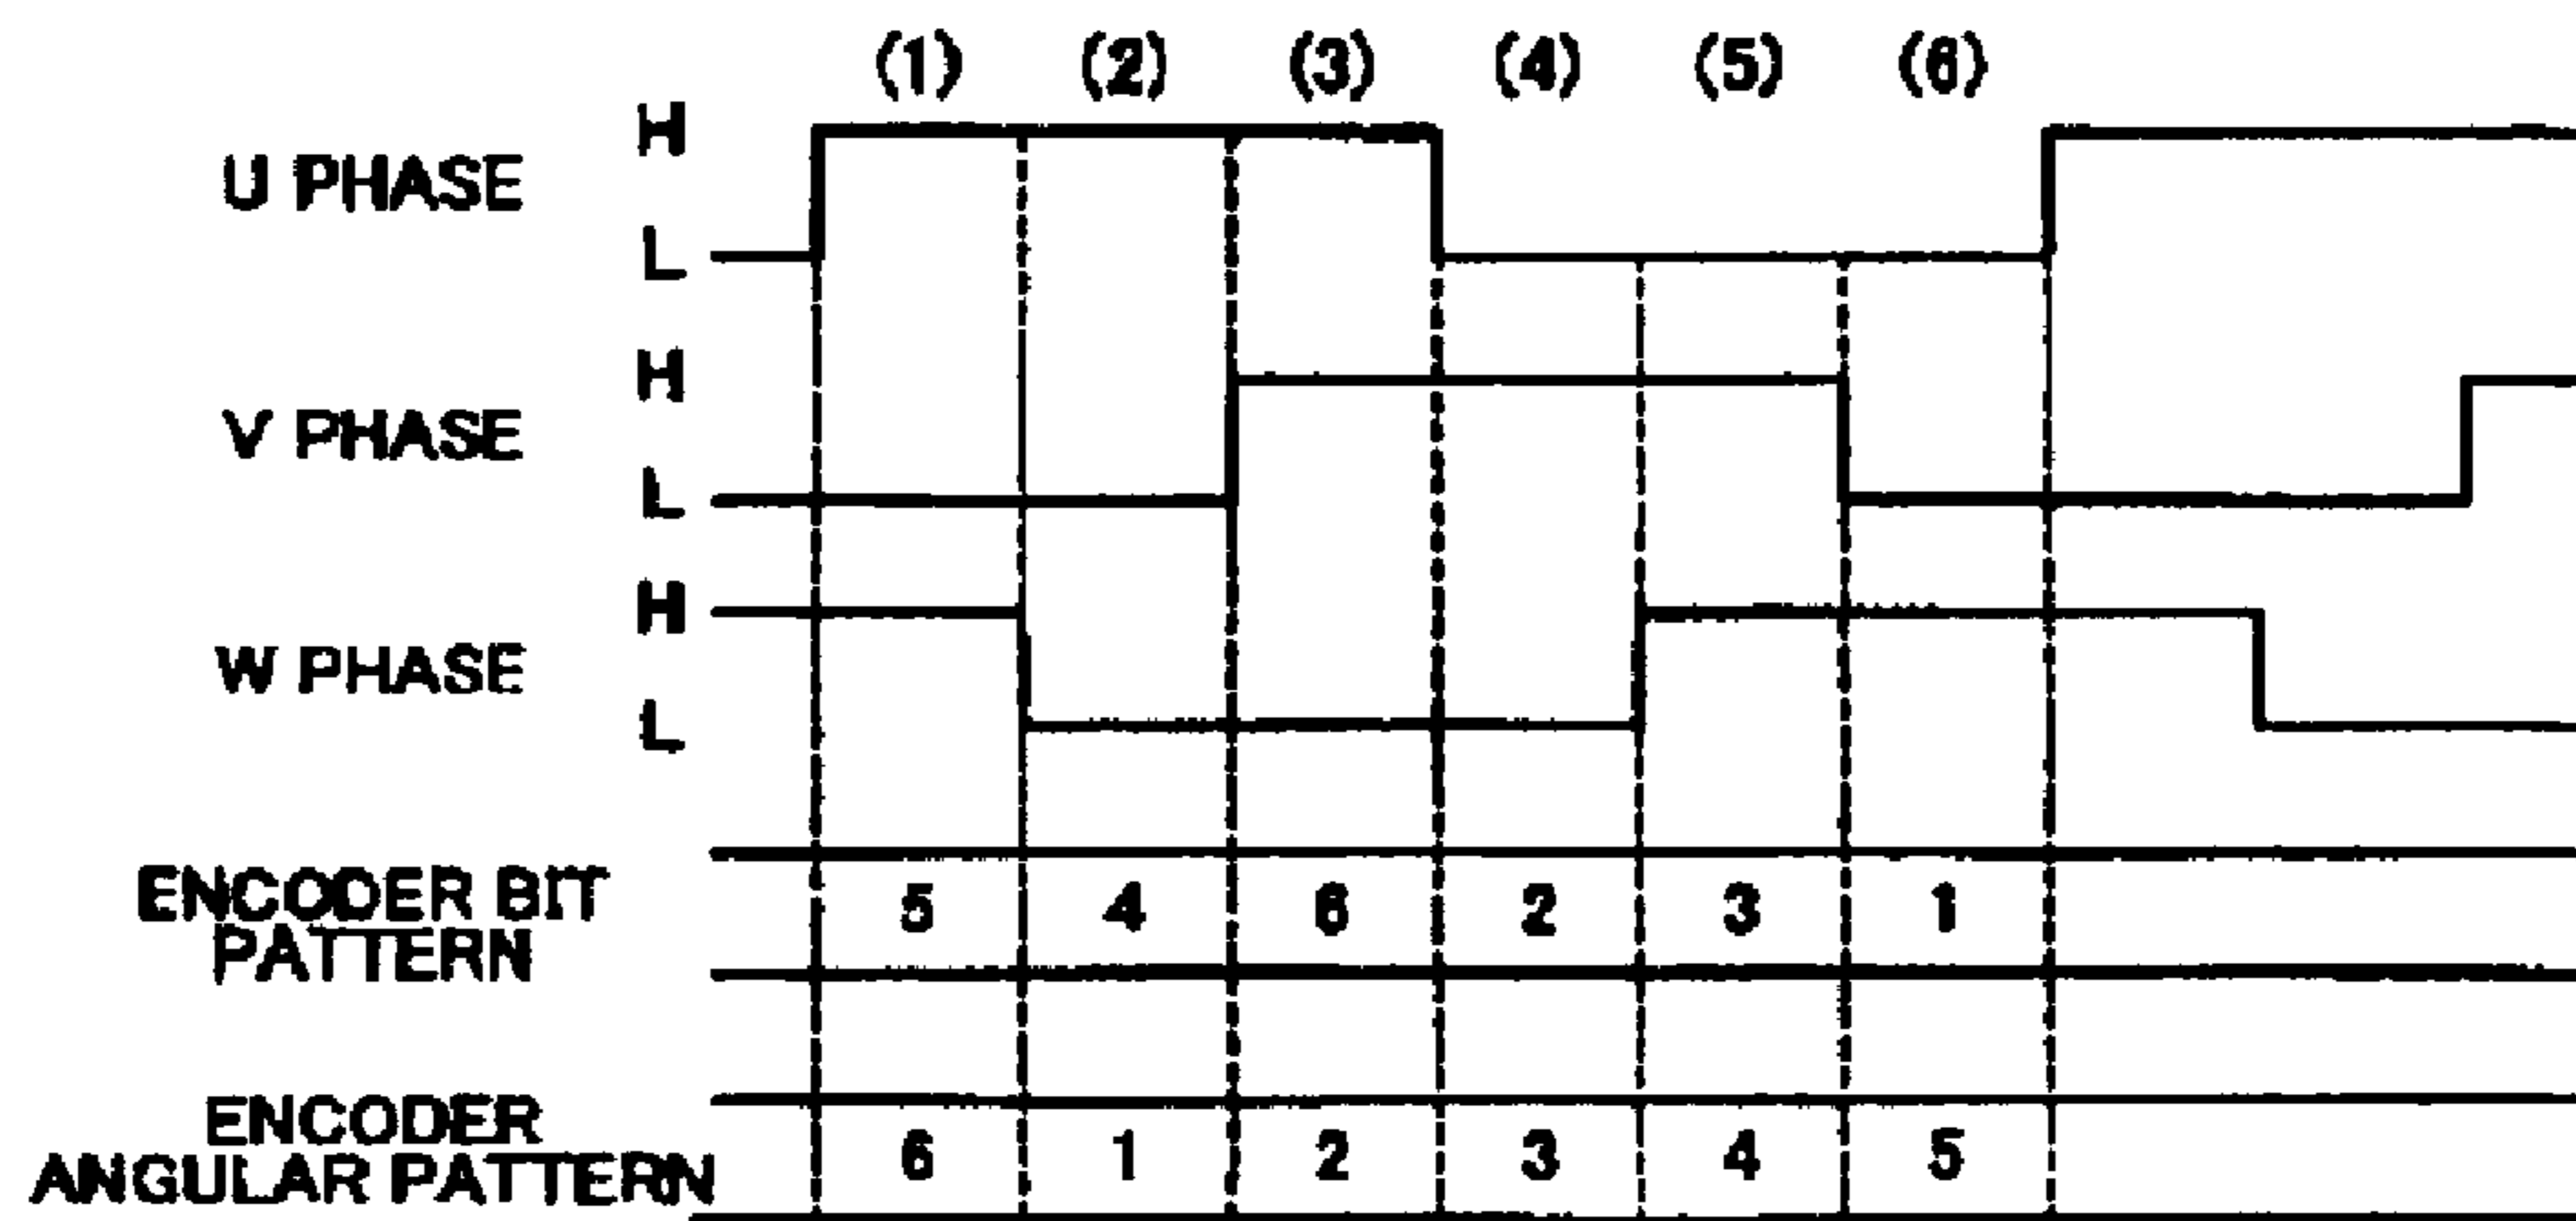 (1) (2) (3) (4) (5) (6)
H
U PHASE
L
H
V PHASE
L
H
W PHASE
L
ENCODER BIT
PATTERN
5 4 6 2 3 1
ENCODER
ANGULAR PATTERN
6 1 2 3 4 5